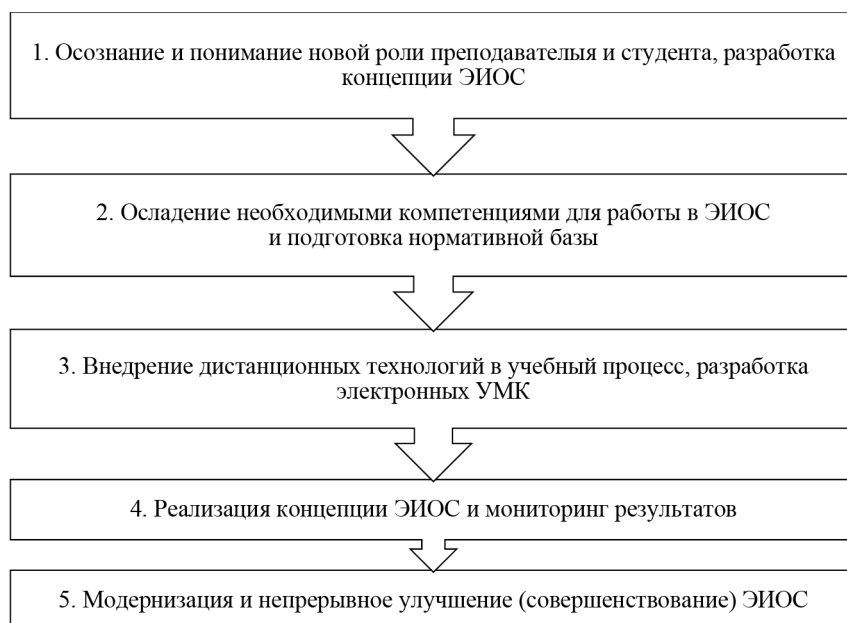 1. Осознание и понимание новой роли преподавателыя и студента, разработка
концепции ЭИОС
2. Осладение необходимыми компетенциями для работы в ЭИОС
и подготовка нормативной базы
3. Внедрение дистанционных технологий в учебный процесс, разработка
электронных УМК
4. Реализация концепции ЭИОС и мониторинг результатов
5. Модернизация и непрерывное улучшение (совершенствование) ЭИОС